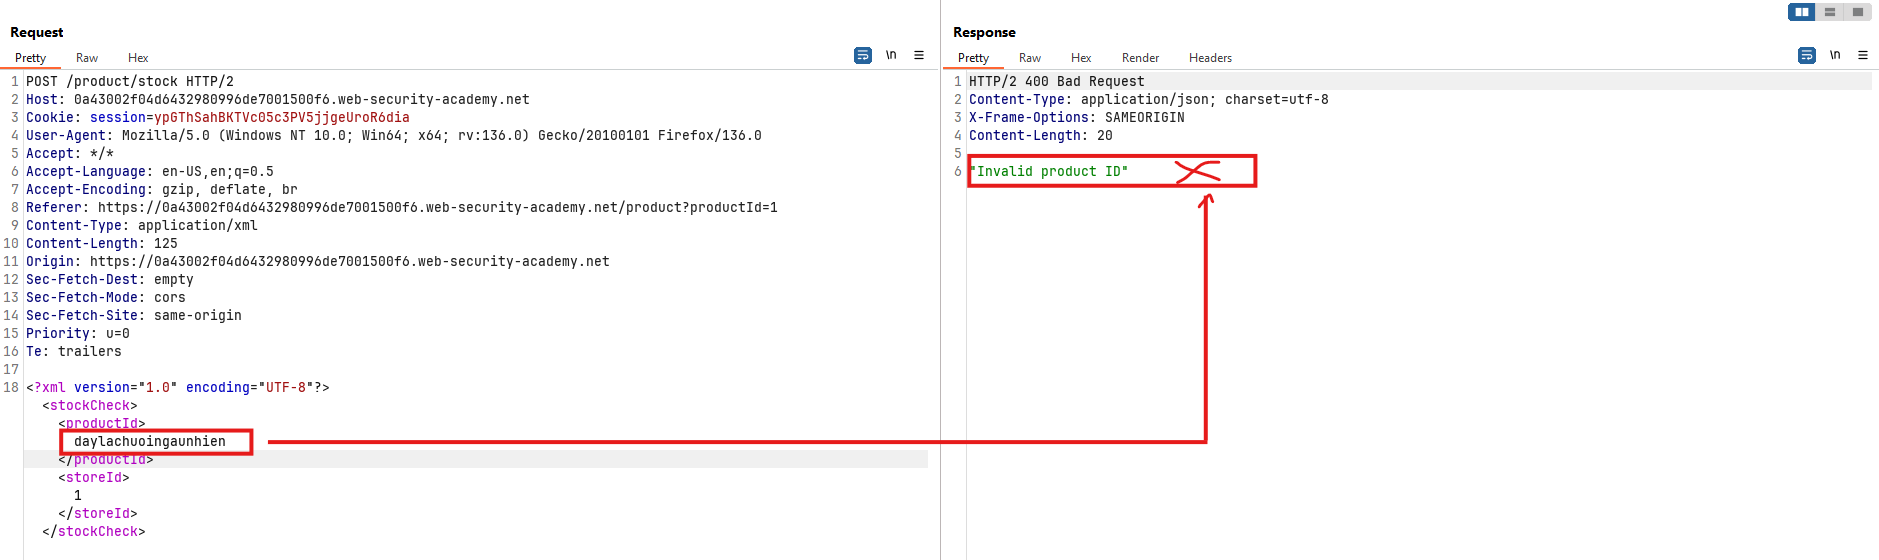 Request
Pretty Raw Hex \n
1 POST /product/stock HTTP/2
2 Host: 0a43002f04d6432980996de7001500f6.web-security-academy.net
3 Cookie: session=ypGThSahBKTVc05c3PV5jjgeUroR6dia
4 User-Agent: Mozilla/5.0 (Windows NT 10.0; Win64; x64; rv:136.0) Gecko/20100101 Firefox/136.0
5 Accept: */*
6 Accept-Language: en-US,en;q=0.5
7 Accept-Encoding: gzip, deflate, br
8 Referer: https://0a43002f04d6432980996de7001500f6.web-security-academy.net/product?productId=1
9 Content-Type: application/xml
10 Content-Length: 125
11 Origin: https://0a43002f04d6432980996de7001500f6.web-security-academy.net
12 Sec-Fetch-Dest: empty
13 Sec-Fetch-Mode: cors
14 Sec-Fetch-Site: same-origin
15 Priority: u=0
16 Te: trailers
17
18 <?xml version="1.0" encoding="UTF-8"?>
<stockCheck>
<productId>
daylachuoingaunhien
</productId>
<storeId>
1
</storeId>
</stockCheck>
Response
Pretty Raw Hex Render Headers \n
1 HTTP/2 400 Bad Request
2 Content-Type: application/json; charset=utf-8
3 X-Frame-Options: SAMEORIGIN
4 Content-Length: 20
5
6 "Invalid product ID"